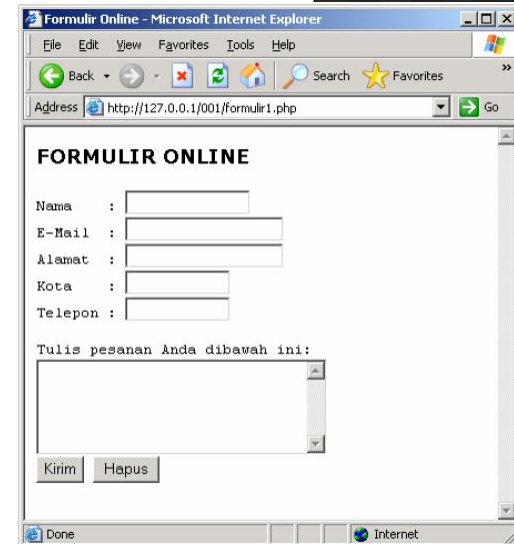 Formulir Online - Microsoft Internet Explorer
File Edit View Favorites Tools Help
Back Search Favorites »
Address http://127.0.0.1/001/formulir1.php Go
FORMULIR ONLINE
Nama :
E-Mail :
Alamat :
Kota :
Telepon :
Tulis pesanan Anda dibawah ini:
Kirim Hapus
Done Internet